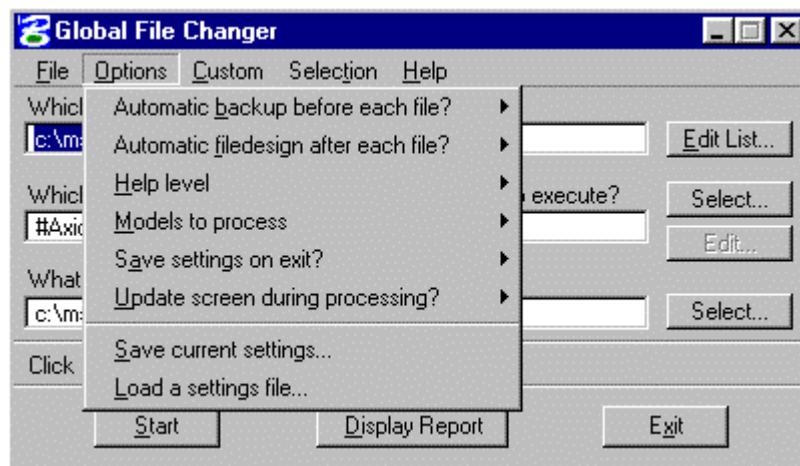 Global File Changer
File Options Custom Selection Help
Automatic backup before each file?
Edit List...
Automatic filedesign after each file?
Help level
execute?
Select...
Models to process
Edit...
Save settings on exit?
What
Update screen during processing?
Select...
Save current settings...
Click
Load a settings file...
Start Display Report Exit